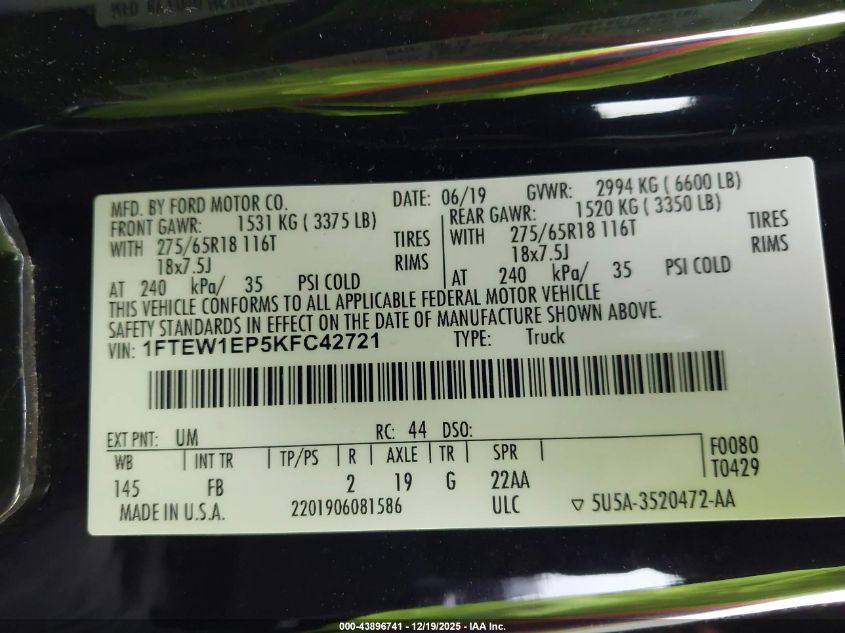 MFD. BY FORD MOTOR CO. DATE: 06/19 GVWR: 2994 KG ( 6600 LB)
FRONT GAWR: 1531 KG ( 3375 LB) REAR GAWR: 1520 KG ( 3350 LB)
WITH 275/65R18 116T TIRES WITH 275/65R18 116T TIRES
18x7.5J RIMS 18x7.5J RIMS
AT 240 kPa/ 35 PSI COLD AT 240 kPa/ 35 PSI COLD
THIS VEHICLE CONFORMS TO ALL APPLICABLE FEDERAL MOTOR VEHICLE
SAFETY STANDARDS IN EFFECT ON THE DATE OF MANUFACTURE SHOWN ABOVE.
VIN: 1FTEW1EP5KFC42721 TYPE: Truck
EXT PNT: UM RC: 44 DSO:
WB INT TR TP/PS R AXLE TR SPR F0080
145 FB 2 19 G 22AA T0429
MADE IN U.S.A. 2201906081586 ULC ▽ 5U5A-3520472-AA
000-43896741 - 12/19/2025 - IAA Inc.